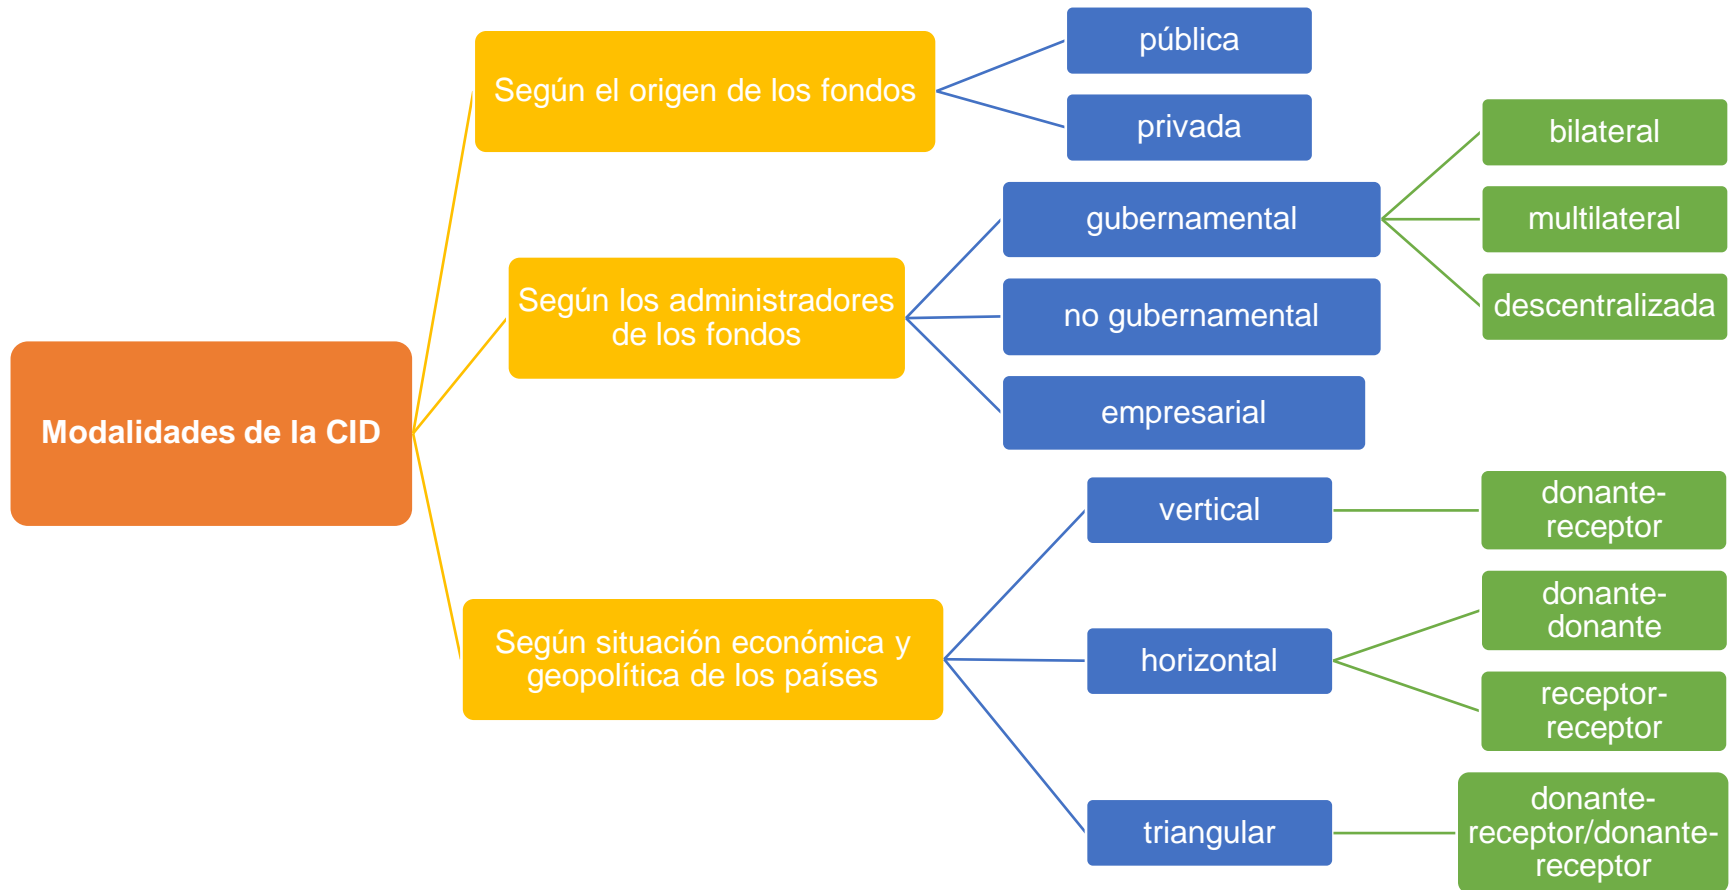 Modalidades de la CID
Según el origen de los fondos
pública
privada
Según los administradores
de los fondos
gubernamental
bilateral
multilateral
descentralizada
no gubernamental
empresarial
Según situación económica y
geopolítica de los países
vertical
donante-
receptor
horizontal
donante-
donante
receptor-
receptor
triangular
donante-
receptor/donante-
receptor